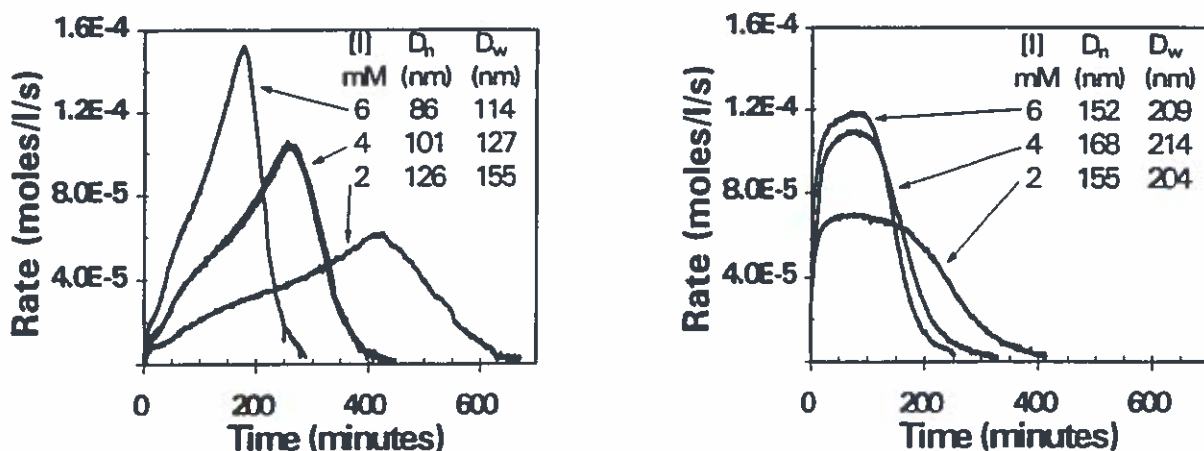 1.6E-4
1.2E-4
8.0E-5
4.0E-5
Rate (moles/l/s)
[I] Dn Dw
mM (nm) (nm)
6 86 114
4 101 127
2 126 155
0 200 400 600
Time (minutes)
1.6E-4
1.2E-4
8.0E-5
4.0E-5
Rate (moles/l/s)
[I] Dn Dw
mM (nm) (nm)
6 152 209
4 168 214
2 155 204
0 200 400 600
Time (minutes)